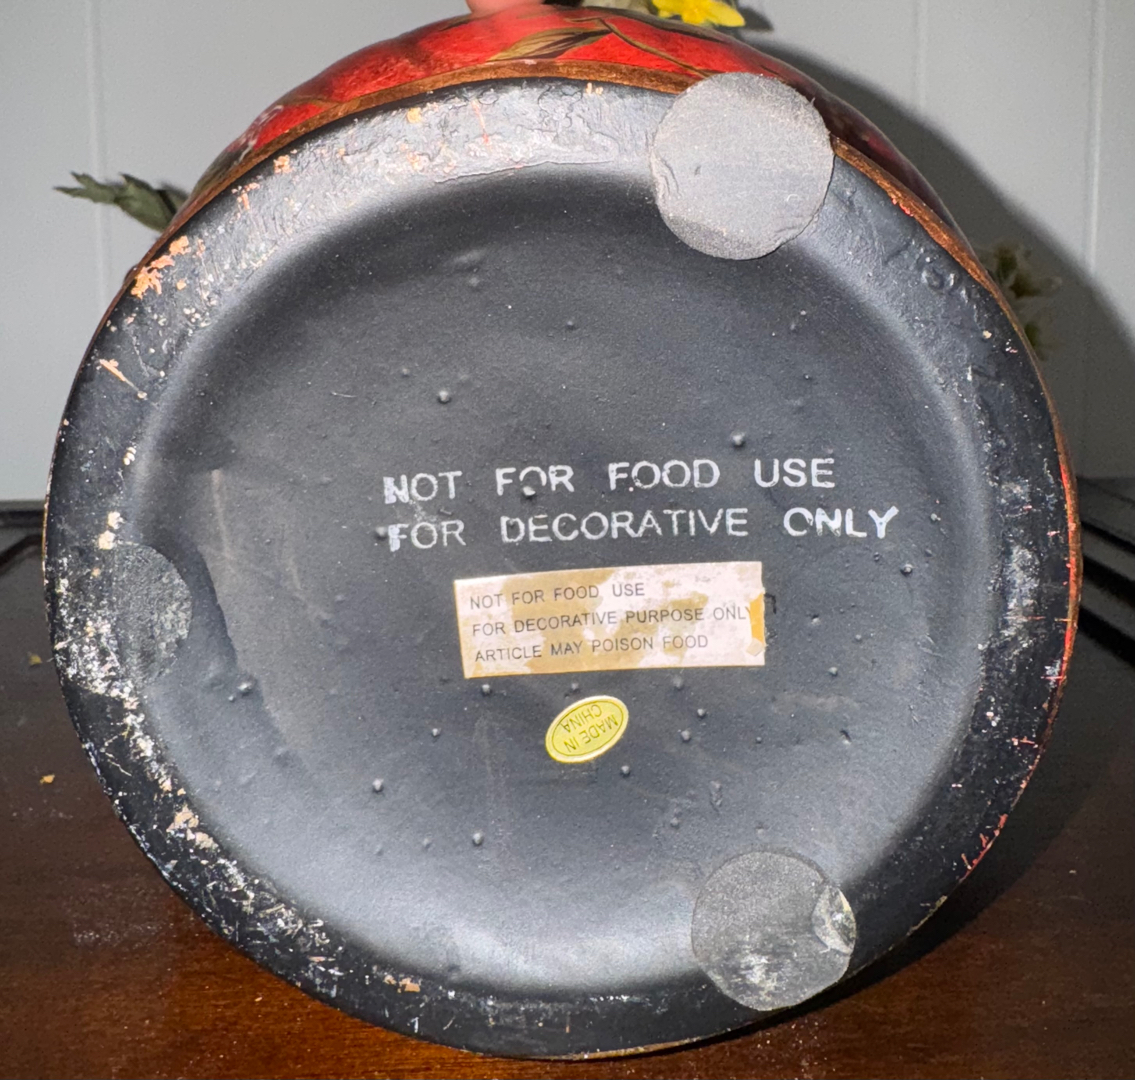 NOT FOR FOOD USE
FOR DECORATIVE ONLY
NOT FOR FOOD USE
FOR DECORATIVE PURPOSE ONLY
ARTICLE MAY POISON FOOD
MADE IN
CHINA